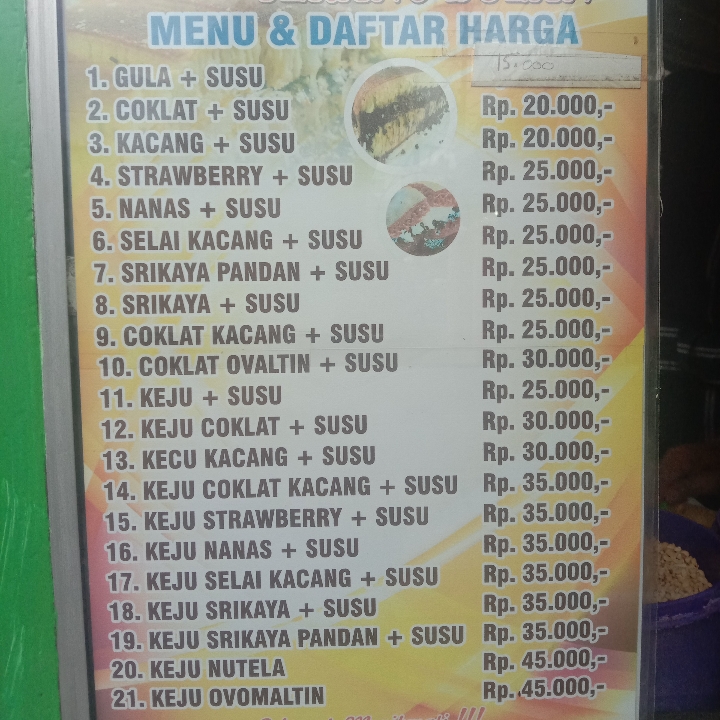 MENU & DAFTAR HARGA
1. GULA + SUSU 15.000
2. COKLAT + SUSU Rp. 20.000,-
3. KACANG + SUSU Rp. 20.000,-
4. STRAWBERRY + SUSU Rp. 25.000,-
5. NANAS + SUSU Rp. 25.000,-
6. SELAI KACANG + SUSU Rp. 25.000,-
7. SRIKAYA PANDAN + SUSU Rp. 25.000,-
8. SRIKAYA + SUSU Rp. 25.000,-
9. COKLAT KACANG + SUSU Rp. 25.000,-
10. COKLAT OVALTIN + SUSU Rp. 30.000,-
11. KEJU + SUSU Rp. 25.000,-
12. KEJU COKLAT + SUSU Rp. 30.000,-
13. KECU KACANG + SUSU Rp. 30.000,-
14. KEJU COKLAT KACANG + SUSU Rp. 35.000,-
15. KEJU STRAWBERRY + SUSU Rp. 35.000,-
16. KEJU NANAS + SUSU Rp. 35.000,-
17. KEJU SELAI KACANG + SUSU Rp. 35.000,-
18. KEJU SRIKAYA + SUSU Rp. 35.000,-
19. KEJU SRIKAYA PANDAN + SUSU Rp. 35.000,-
20. KEJU NUTELA Rp. 45.000,-
21. KEJU OVOMALTIN Rp. 45.000,-